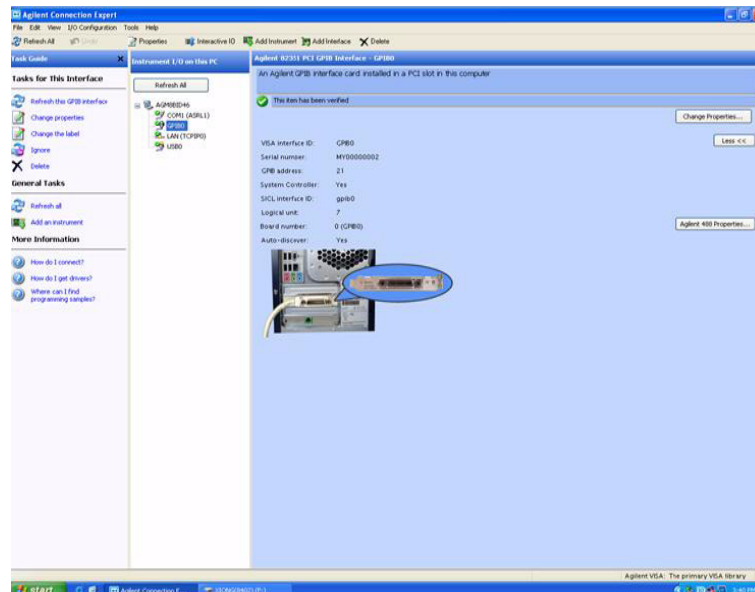 Agilent Connection Expert
File Edit View I/O Configuration Tools Help
Refresh All Undo Properties Interactive IO Add Instrument Add Interface Delete
Task Guide
Instrument I/O on this PC
Agilent 82351 PCI GPIB Interface - GPIB0
Tasks for This Interface
Refresh this GPIB interface
Change properties
Change the label
Ignore
Delete
General Tasks
Refresh all
Add an instrument
More Information
How do I connect?
How do I get drivers?
Where can I find
programming samples?
Refresh All
COM1 (ASRL1)
GPIB0
LAN (TCPIP0)
USB0
An Agilent GPIB interface card installed in a PCI slot in this computer
This item has been verified
Change Properties...
Less <<
VISA interface ID: GPIB0
Serial number: MY00000002
GPIB address: 21
System Controller: Yes
SICL interface ID: gpib0
Logical unit: 7
Board number: 0 (GPIB0)
Agilent 488 Properties...
Auto-discover: Yes
Agilent VISA: The primary VISA library
start
Agilent Connection E...
3:40 PM